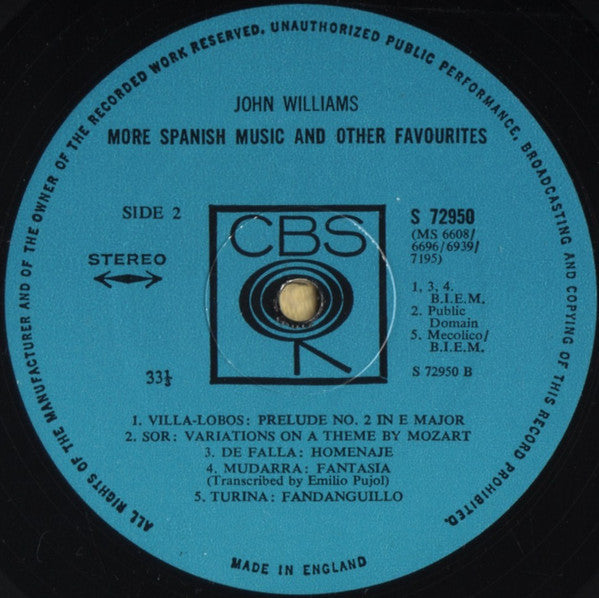 ALL RIGHTS OF THE MANUFACTURER AND OF THE OWNER OF THE RECORDED WORK RESERVED. UNAUTHORIZED PUBLIC PERFORMANCE, BROADCASTING AND COPYING OF THIS RECORD PROHIBITED.
JOHN WILLIAMS
MORE SPANISH MUSIC AND OTHER FAVOURITES
SIDE 2
STEREO
33⅓
CBS
S 72950
(MS 6608/
6696/6939/
7195)
1, 3, 4.
B.I.E.M.
2. Public
Domain
5. Mecolico/
B.I.E.M.
S 72950 B
1. VILLA-LOBOS: PRELUDE NO. 2 IN E MAJOR
2. SOR: VARIATIONS ON A THEME BY MOZART
3. DE FALLA: HOMENAJE
4. MUDARRA: FANTASIA
(Transcribed by Emilio Pujol)
5. TURINA: FANDANGUILLO
MADE IN ENGLAND